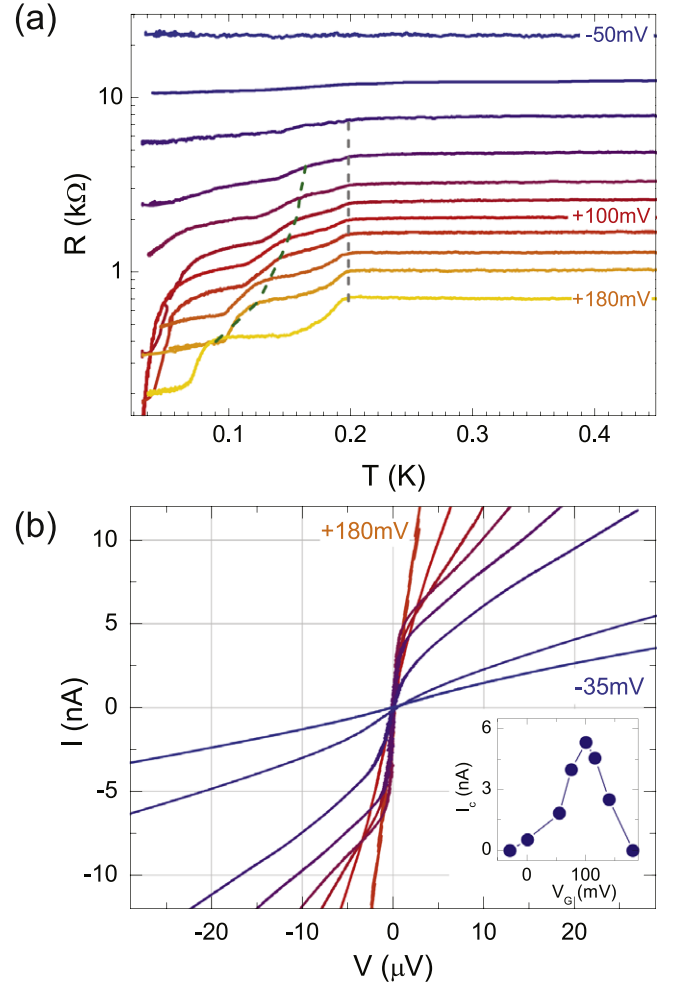 (a)
-50mV
10
R (kΩ)
+100mV
1
+180mV
0.1
0.2
0.3
0.4
T (K)
(b)
+180mV
10
5
I (nA)
0
-35mV
-5
-10
6
I_c (nA)
3
0
0
100
V_G (mV)
-20
-10
0
10
20
V (μV)